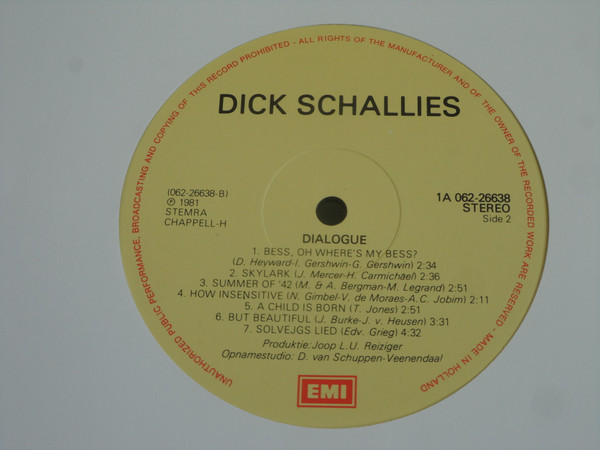 UNAUTHORIZED PUBLIC PERFORMANCE, BROADCASTING AND COPYING OF THIS RECORD PROHIBITED - ALL RIGHTS OF THE MANUFACTURER AND OF THE OWNER OF THE RECORDED WORK ARE RESERVED - MADE IN HOLLAND
DICK SCHALLIES
(062-26638-B)
℗ 1981
STEMRA
CHAPPELL-H
1A 062-26638
STEREO
Side 2
DIALOGUE
1. BESS, OH WHERE'S MY BESS?
(D. Heyward-I. Gershwin-G. Gershwin) 2:34
2. SKYLARK (J. Mercer-H. Carmichael) 2:36
3. SUMMER OF '42 (M. & A. Bergman-M. Legrand) 2:51
4. HOW INSENSITIVE (N. Gimbel-V. de Moraes-A.C. Jobim) 2:11
5. A CHILD IS BORN (T. Jones) 2:51
6. BUT BEAUTIFUL (J. Burke-J. v. Heusen) 3:31
7. SOLVEJGS LIED (Edv. Grieg) 4:32
Produktie: Joop L.U. Reiziger
Opnamestudio: D. van Schuppen-Veenendaal
EMI